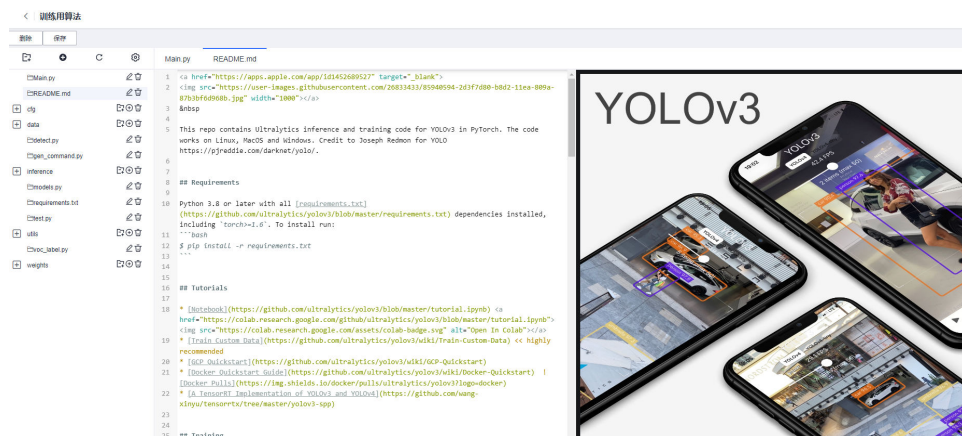 训练用算法
删除 保存
Main.py
README.md
cfg
data
detect.py
gen_command.py
inference
models.py
requirements.txt
test.py
utils
voc_label.py
weights
Main.py README.md
1 <a href="https://apps.apple.com/app/id1452689527" target="_blank">
2 <img src="https://user-images.githubusercontent.com/26833433/85940594-2d3f7d80-b8d2-11ea-809a-
87b3bf6d960b.jpg" width="1000"></a>
3 &nbsp
4
5 This repo contains Ultralytics inference and training code for YOLOv3 in PyTorch. The code
works on Linux, MacOS and Windows. Credit to Joseph Redmon for YOLO
https://pjreddie.com/darknet/yolo/.
6
7
8 ## Requirements
9
10 Python 3.8 or later with all [requirements.txt]
(https://github.com/ultralytics/yolov3/blob/master/requirements.txt) dependencies installed,
including `torch>=1.6`. To install run:
11 ```bash
12 $ pip install -r requirements.txt
13 ```
14
15
16 ## Tutorials
17
18 * [Notebook](https://github.com/ultralytics/yolov3/blob/master/tutorial.ipynb) <a
href="https://colab.research.google.com/github/ultralytics/yolov3/blob/master/tutorial.ipynb">
<img src="https://colab.research.google.com/assets/colab-badge.svg" alt="Open In Colab"></a>
19 * [Train Custom Data](https://github.com/ultralytics/yolov3/wiki/Train-Custom-Data) << highly
recommended
20 * [GCP Quickstart](https://github.com/ultralytics/yolov3/wiki/GCP-Quickstart)
21 * [Docker Quickstart Guide](https://github.com/ultralytics/yolov3/wiki/Docker-Quickstart) !
[Docker Pulls](https://img.shields.io/docker/pulls/ultralytics/yolov3?logo=docker)
22 * [A TensorRT Implementation of YOLOv3 and YOLOv4](https://github.com/wang-
xinyu/tensorrtx/tree/master/yolov3-spp)
23
24
YOLOv3
19:02
YOLOv3
42.4 FPS
2 items (max 50)